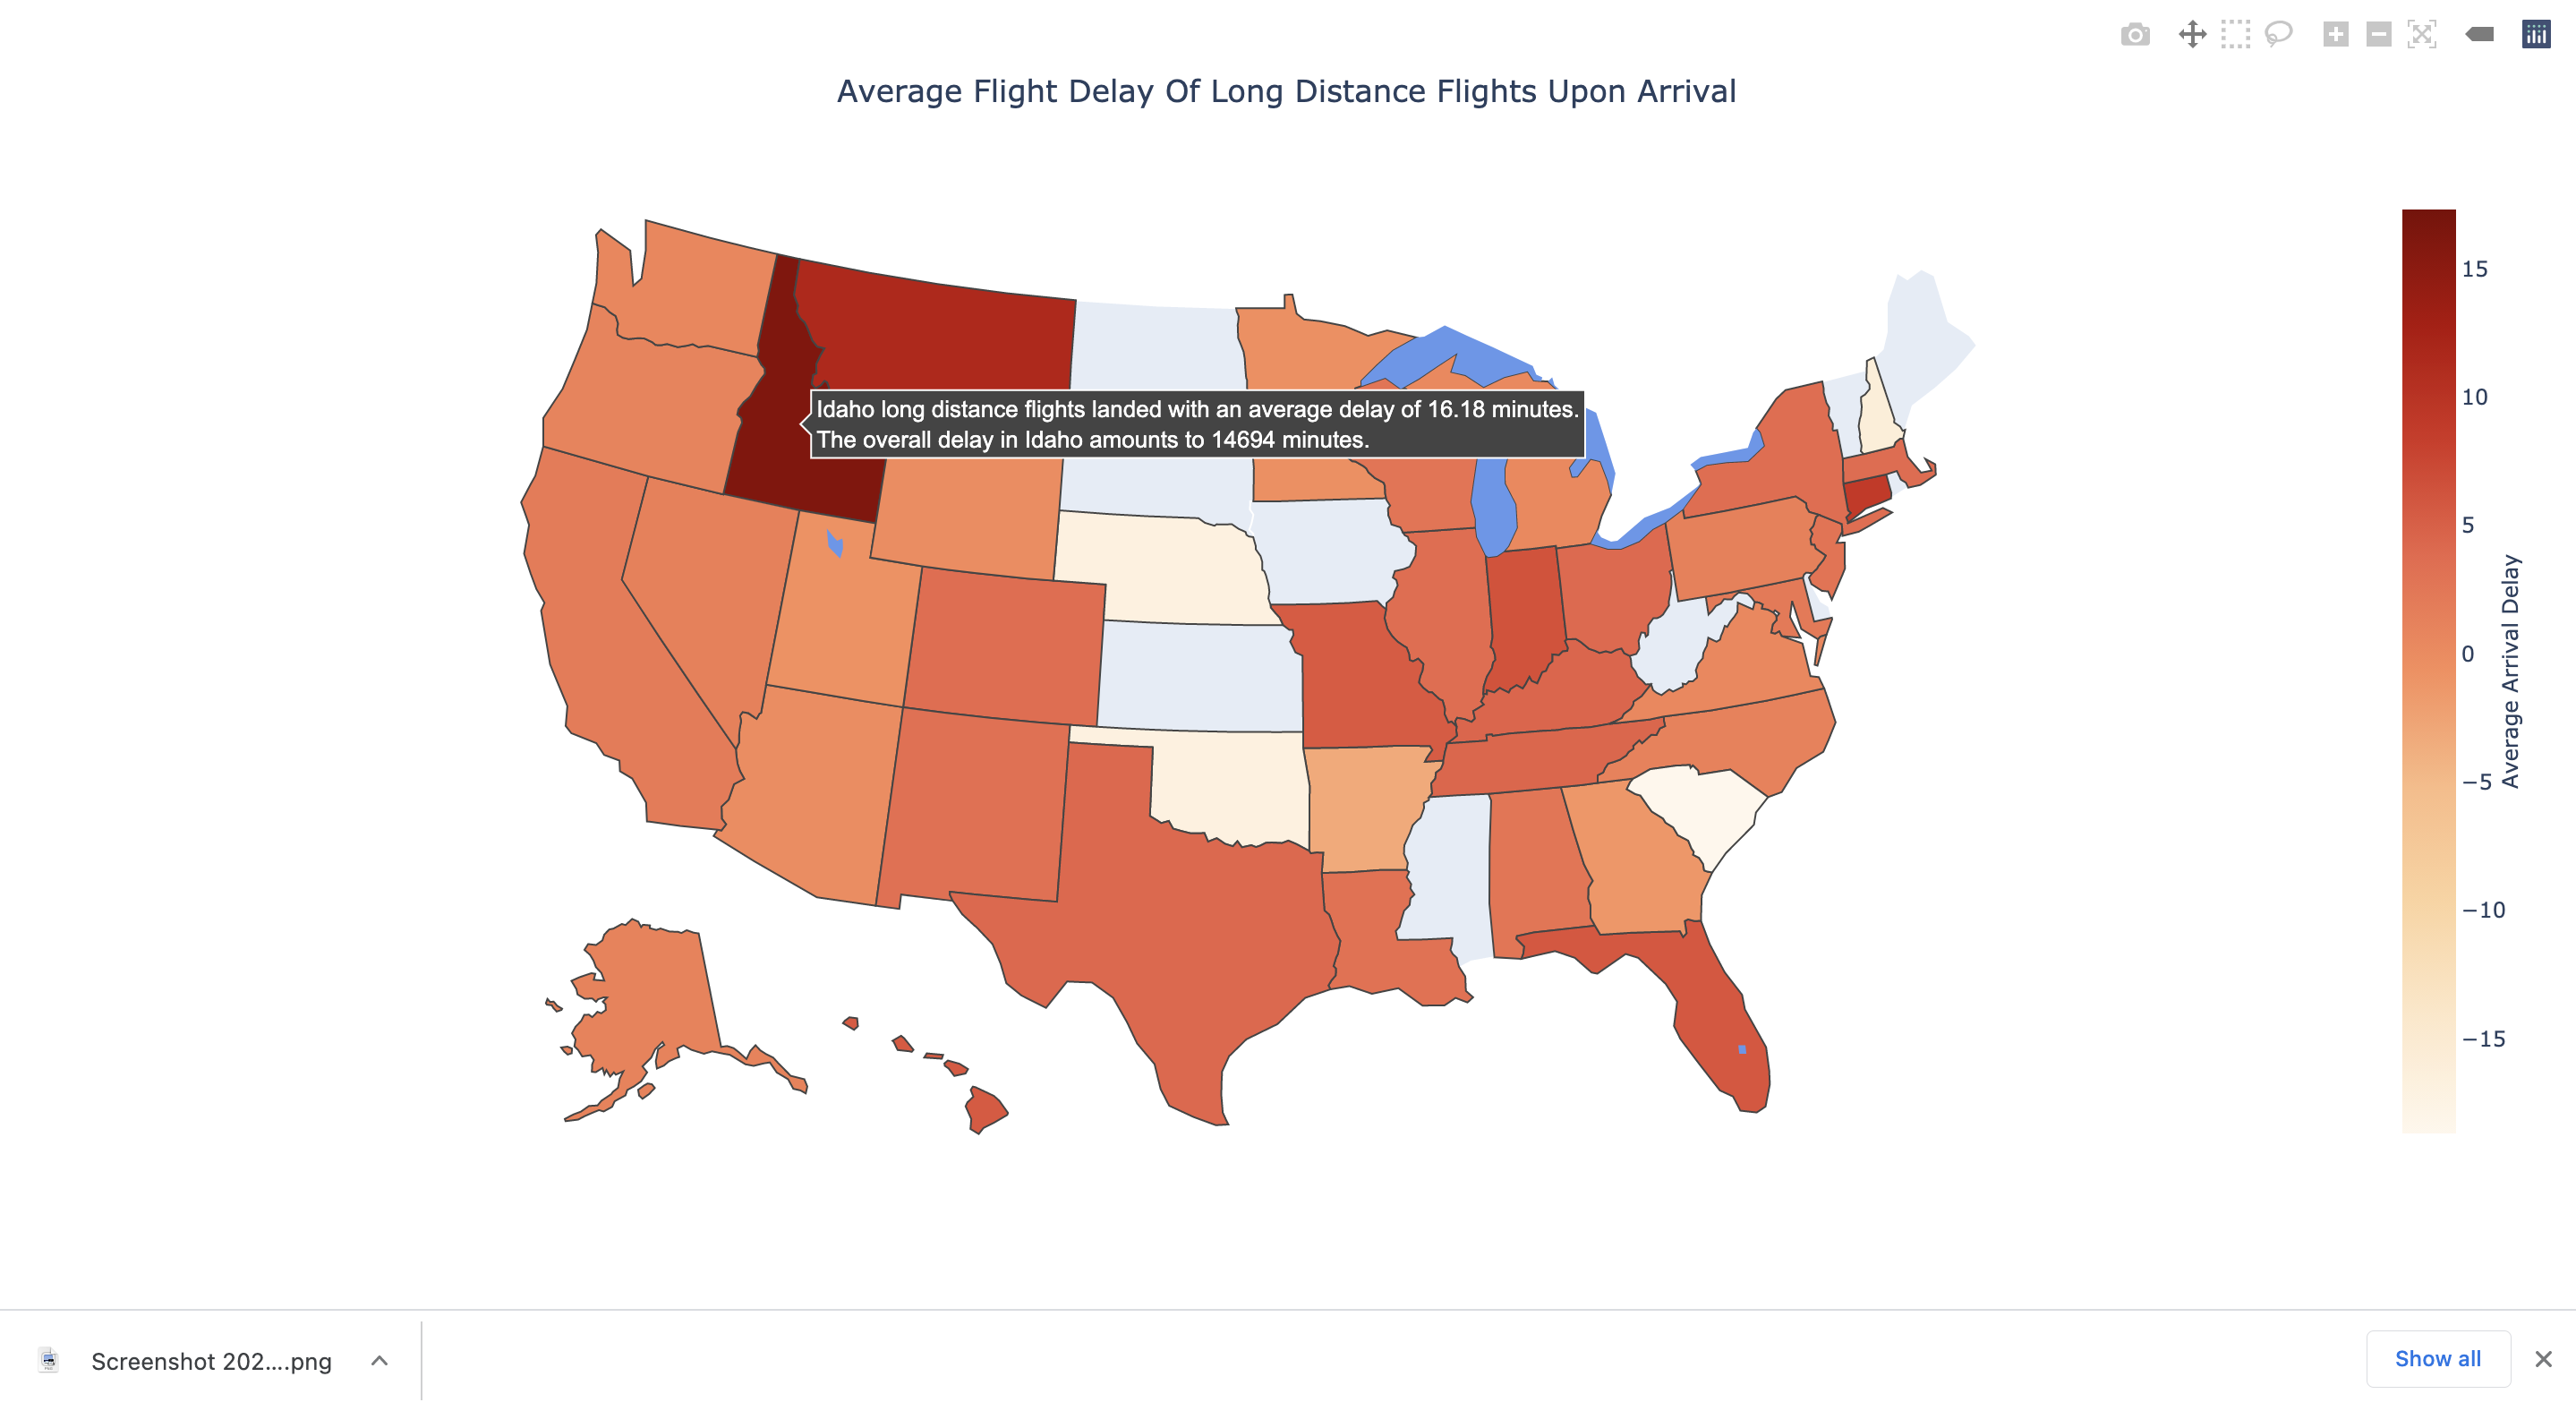 Average Flight Delay Of Long Distance Flights Upon Arrival
Idaho long distance flights landed with an average delay of 16.18 minutes.
The overall delay in Idaho amounts to 14694 minutes.
15
10
5
0
−5
−10
−15
Average Arrival Delay
Screenshot 202....png
Show all